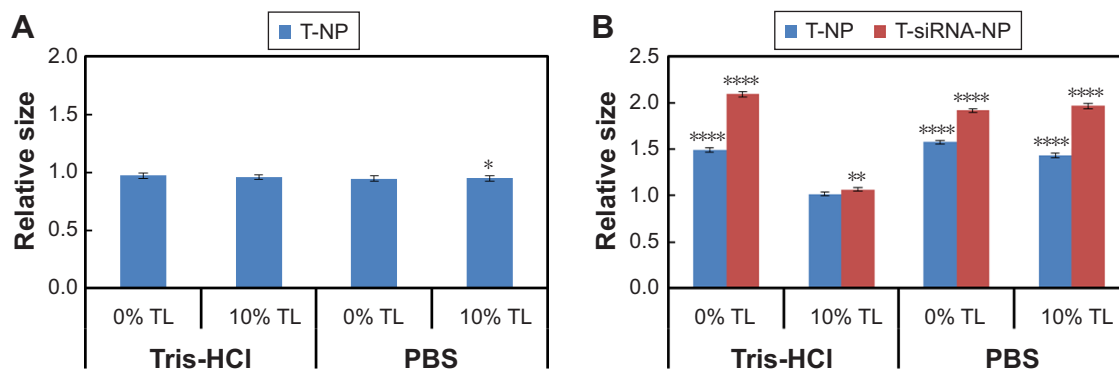 A
T-NP
Relative size
2.0
1.5
1.0
0.5
0.0
*
0% TL
10% TL
0% TL
10% TL
Tris-HCl
PBS
B
T-NP
T-siRNA-NP
Relative size
2.5
2.0
1.5
1.0
0.5
0.0
****
****
**
****
****
****
****
0% TL
10% TL
0% TL
10% TL
Tris-HCl
PBS